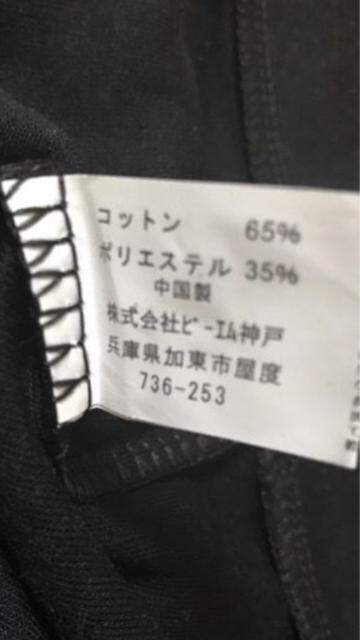 コットン 65%
ポリエステル 35%
中国製
株式会社ビーエム神戸
兵庫県加東市屋度
736-253